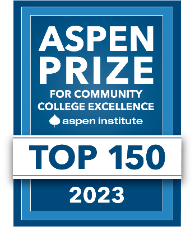 ASPEN
PRIZE
FOR COMMUNITY
COLLEGE EXCELLENCE
aspen institute
TOP 150
2023